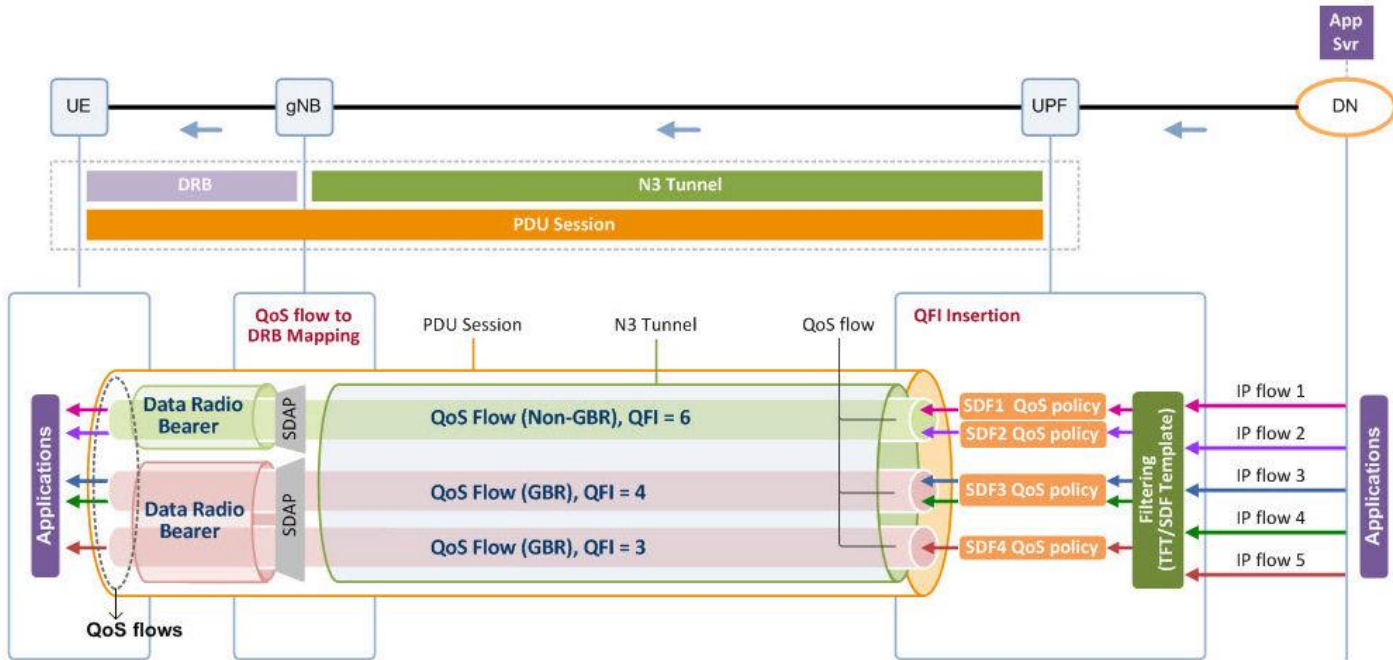 App
Svr
UE
gNB
UPF
DN
DRB
N3 Tunnel
PDU Session
QoS flow to
DRB Mapping
PDU Session
N3 Tunnel
QoS flow
QFI Insertion
Data Radio
Bearer
SDAP
QoS Flow (Non-GBR), QFI = 6
SDF1 QoS policy
SDF2 QoS policy
IP flow 1
IP flow 2
Applications
Data Radio
Bearer
SDAP
QoS Flow (GBR), QFI = 4
QoS Flow (GBR), QFI = 3
SDF3 QoS policy
SDF4 QoS policy
Filtering
(TFT/SDF Template)
IP flow 3
IP flow 4
IP flow 5
Applications
QoS flows